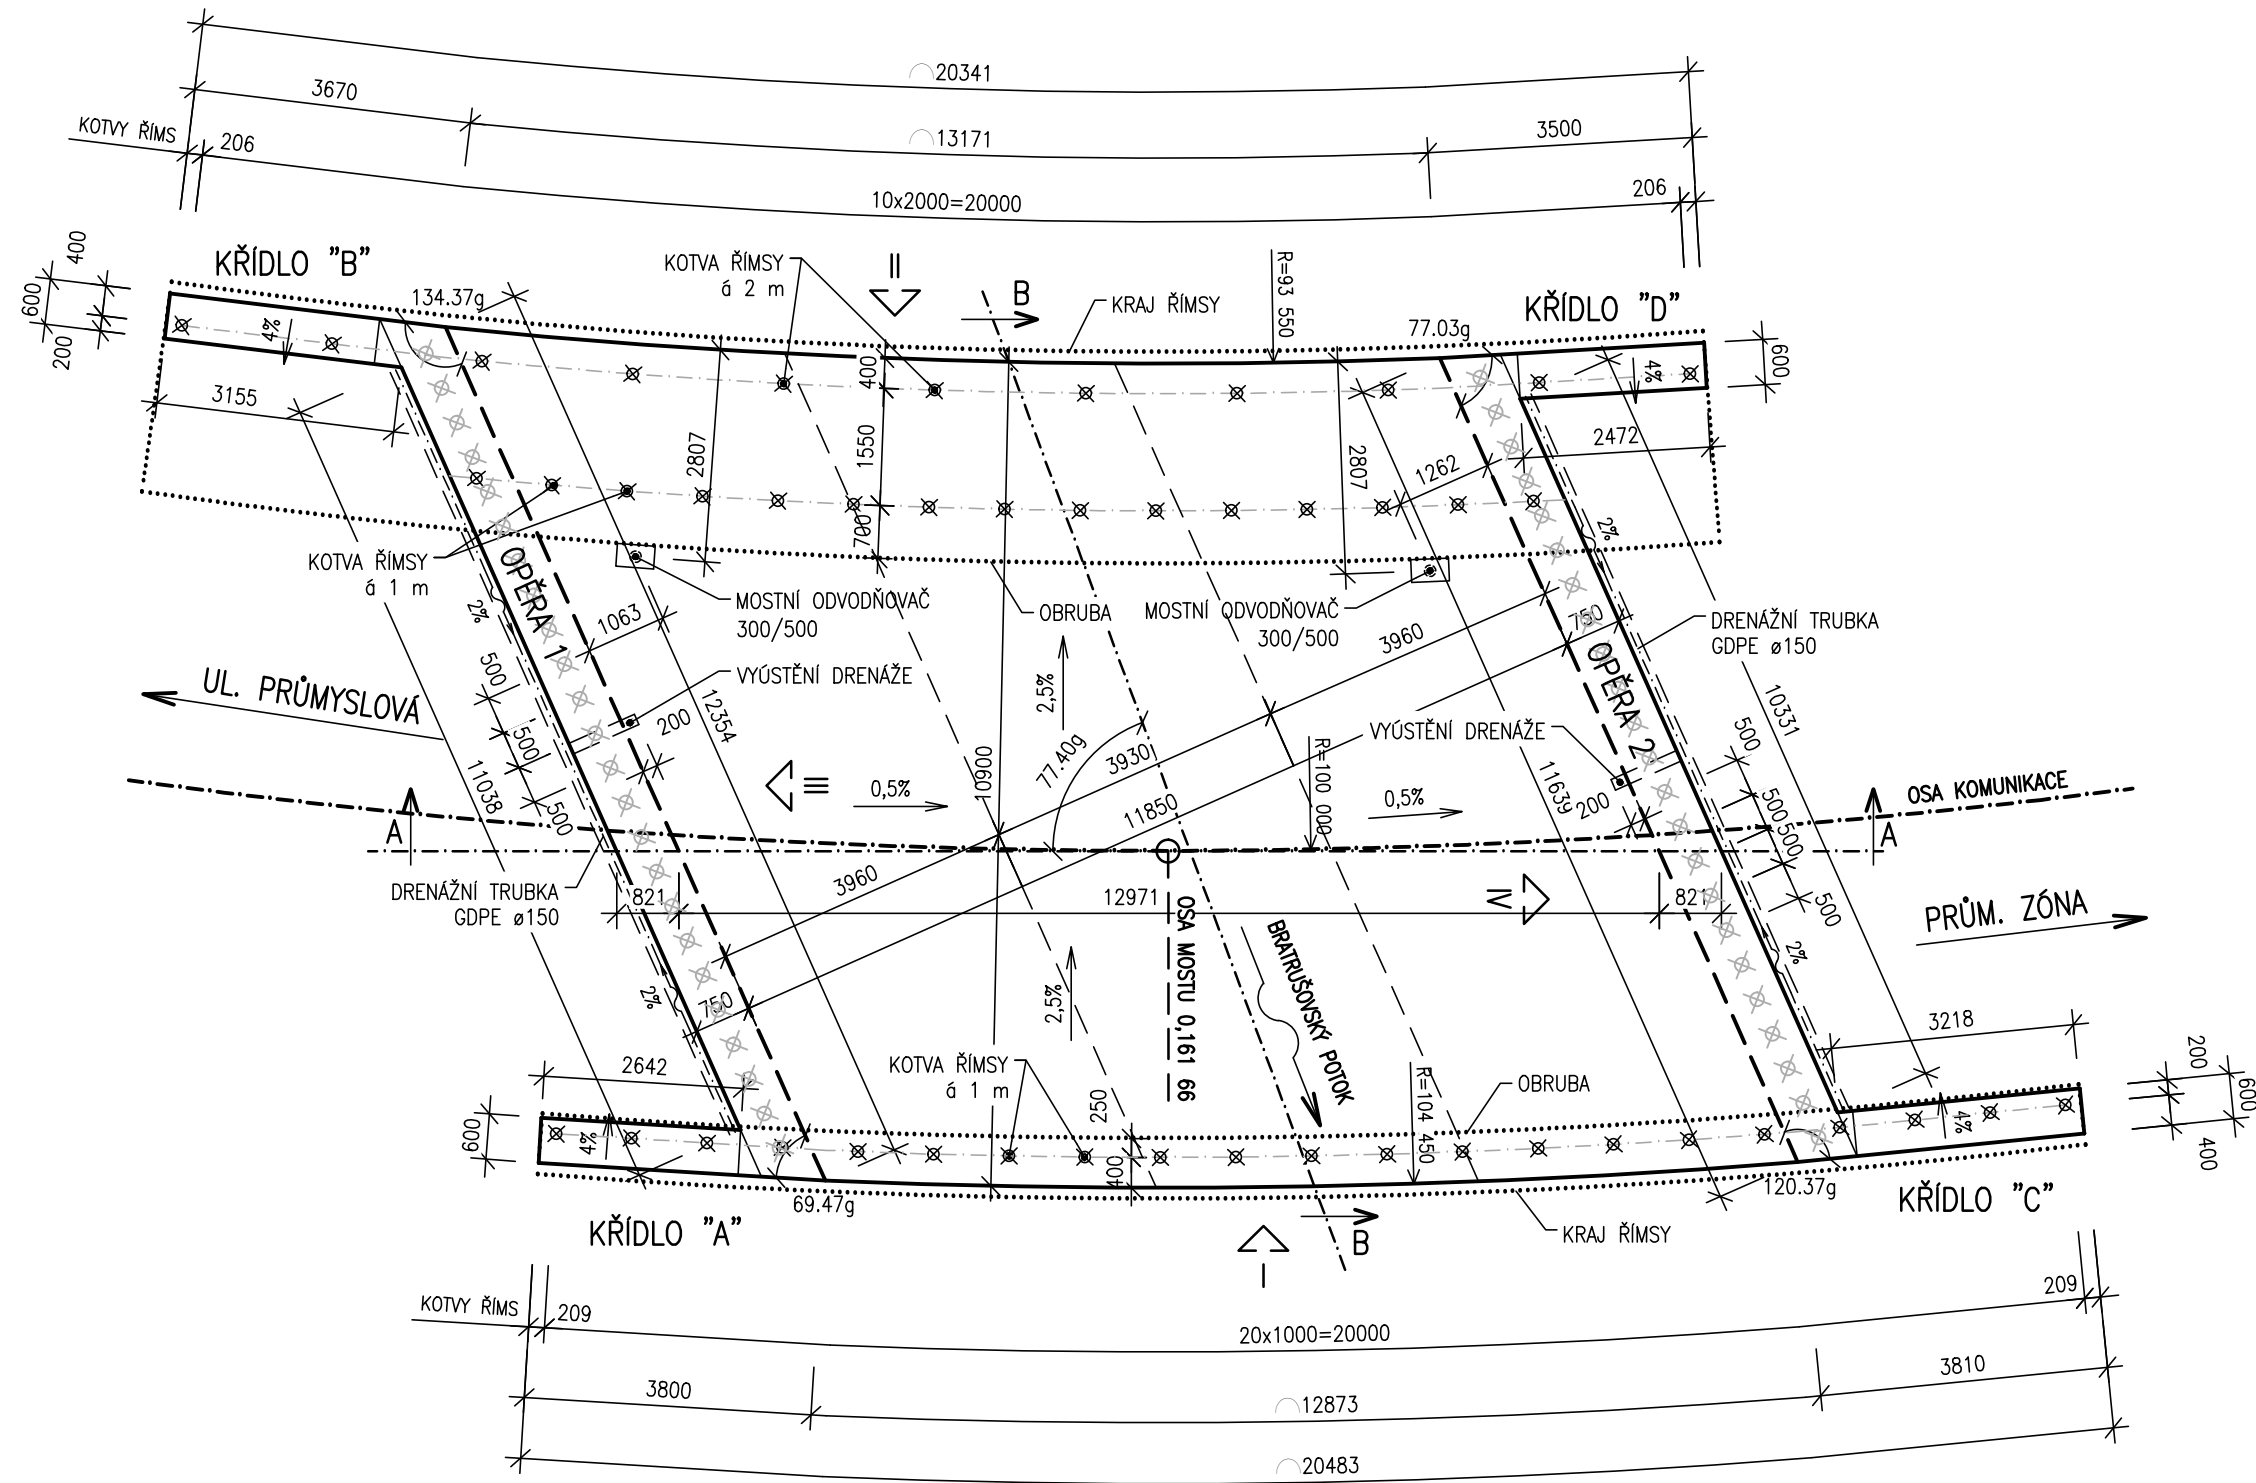 20341
3670
13171
3500
KOTVY ŘÍMS
206
10x2000=20000
206
KŘÍDLO "B"
400
600
200
134.37g
4%
3155
KOTVA ŘÍMSY
á 2 m
II
B
KRAJ ŘÍMSY
R=93 550
77.03g
KŘÍDLO "D"
600
4%
2472
400
1550
700
2807
2807
1262
2%
KOTVA ŘÍMSY
á 1 m
OPĚRA 1
2%
1063
MOSTNÍ ODVODŇOVAČ
300/500
OBRUBA
MOSTNÍ ODVODŇOVAČ
300/500
3960
750
DRENÁŽNÍ TRUBKA
GDPE ø150
OPĚRA 2
UL. PRŮMYSLOVÁ
500
500
500
VYÚSTĚNÍ DRENÁŽE
200
12354
2,5%
77.40g
3930
VYÚSTĚNÍ DRENÁŽE
200
10331
500
500
500
500
11038
III
0,5%
10900
11850
R=100 000
0,5%
11639
OSA KOMUNIKACE
A
A
DRENÁŽNÍ TRUBKA
GDPE ø150
821
3960
12971
IV
821
PRŮM. ZÓNA
2%
750
2,5%
OSA MOSTU 0,161 66
BRATRUŠOVSKÝ POTOK
2%
3218
2642
600
4%
KOTVA ŘÍMSY
á 1 m
250
400
R=104 450
OBRUBA
4%
200
600
400
69.47g
120.37g
KŘÍDLO "A"
I
B
KRAJ ŘÍMSY
KŘÍDLO "C"
KOTVY ŘÍMS
209
20x1000=20000
209
3800
12873
3810
20483